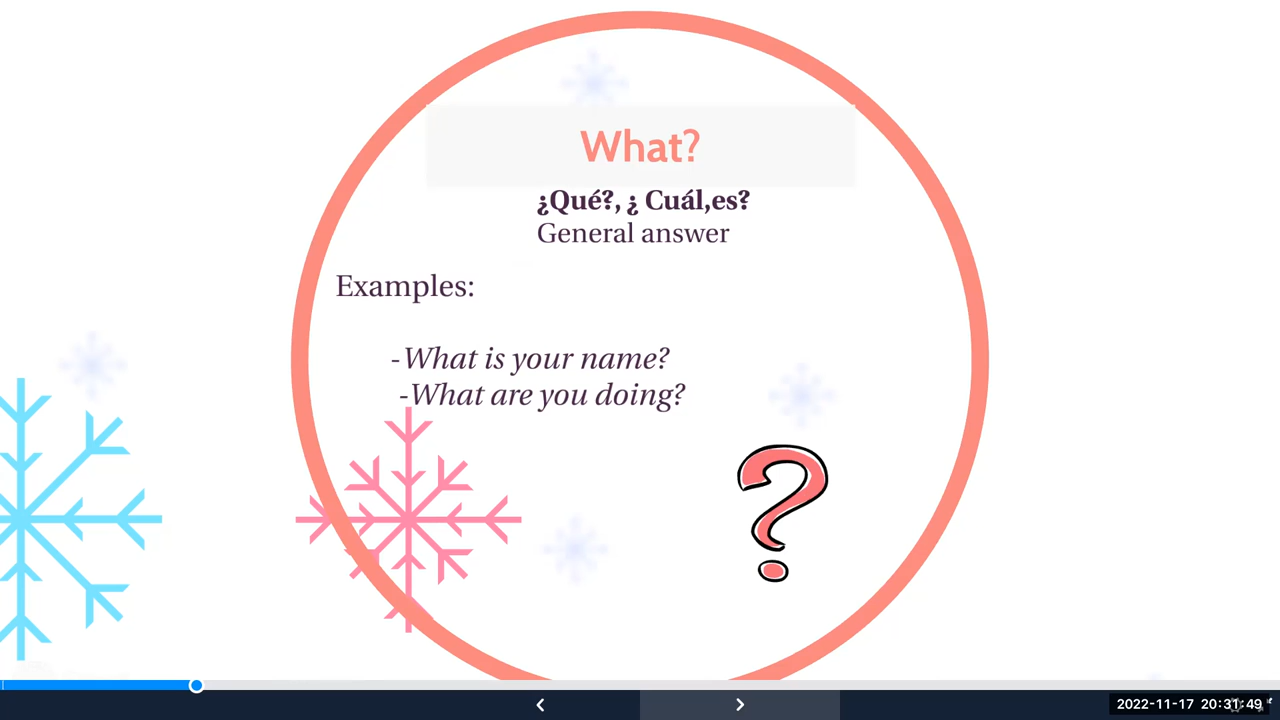 What?
¿Qué?, ¿ Cuál,es?
General answer
Examples:
-What is your name?
-What are you doing?
2022-11-17 20:31:49